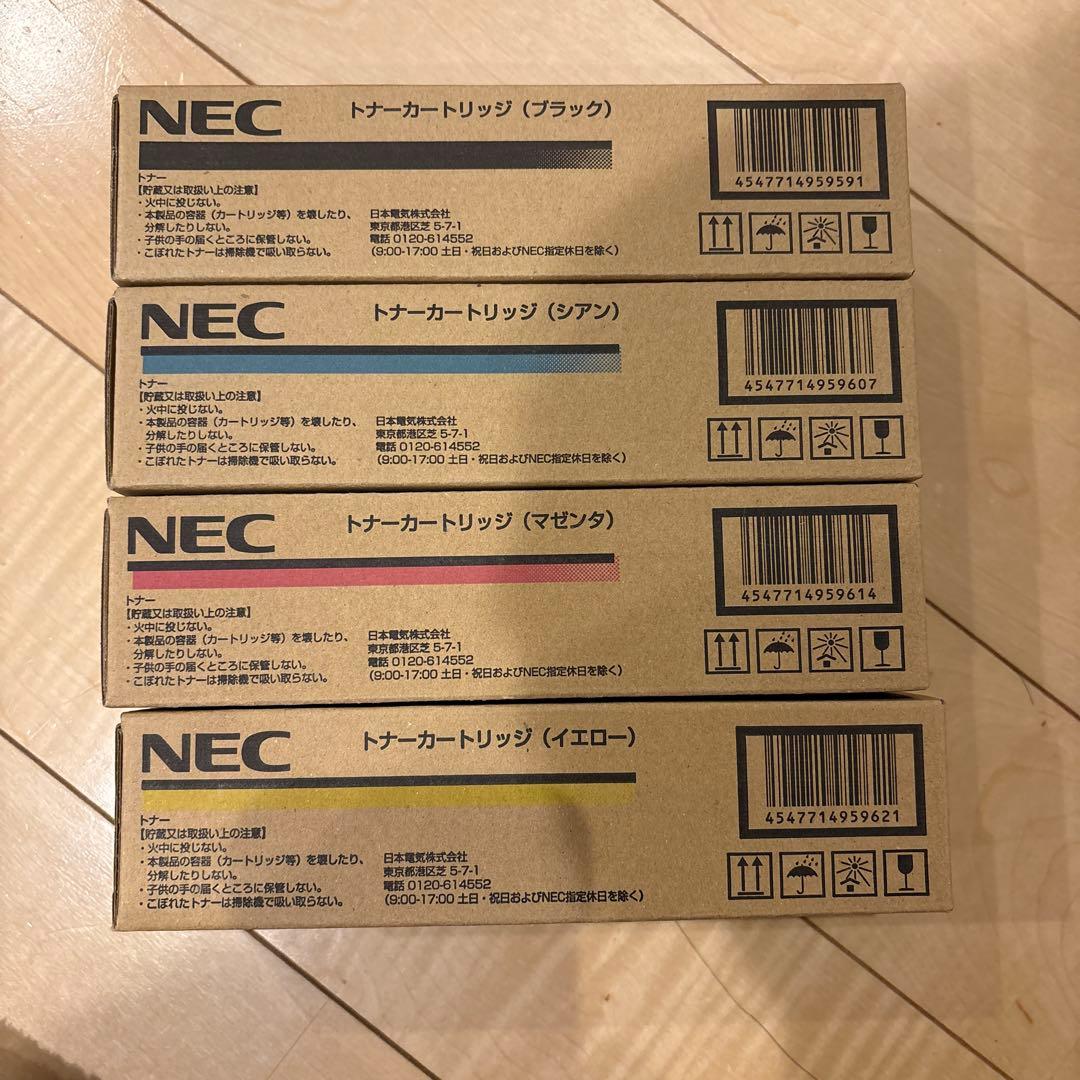 NEC
トナーカートリッジ（ブラック）
4547714959591
トナー
【貯蔵又は取扱い上の注意】
・火中に投じない。
・本製品の容器（カートリッジ等）を壊したり、
分解したりしない。
・子供の手の届くところに保管しない。
・こぼれたトナーは掃除機で吸い取らない。
日本電気株式会社
東京都港区芝 5-7-1
電話 0120-614552
（9:00-17:00 土日・祝日およびNEC指定休日を除く）
NEC
トナーカートリッジ（シアン）
4547714959607
トナー
【貯蔵又は取扱い上の注意】
・火中に投じない。
・本製品の容器（カートリッジ等）を壊したり、
分解したりしない。
・子供の手の届くところに保管しない。
・こぼれたトナーは掃除機で吸い取らない。
日本電気株式会社
東京都港区芝 5-7-1
電話 0120-614552
（9:00-17:00 土日・祝日およびNEC指定休日を除く）
NEC
トナーカートリッジ（マゼンタ）
4547714959614
トナー
【貯蔵又は取扱い上の注意】
・火中に投じない。
・本製品の容器（カートリッジ等）を壊したり、
分解したりしない。
・子供の手の届くところに保管しない。
・こぼれたトナーは掃除機で吸い取らない。
日本電気株式会社
東京都港区芝 5-7-1
電話 0120-614552
（9:00-17:00 土日・祝日およびNEC指定休日を除く）
NEC
トナーカートリッジ（イエロー）
4547714959621
トナー
【貯蔵又は取扱い上の注意】
・火中に投じない。
・本製品の容器（カートリッジ等）を壊したり、
分解したりしない。
・子供の手の届くところに保管しない。
・こぼれたトナーは掃除機で吸い取らない。
日本電気株式会社
東京都港区芝 5-7-1
電話 0120-614552
（9:00-17:00 土日・祝日およびNEC指定休日を除く）